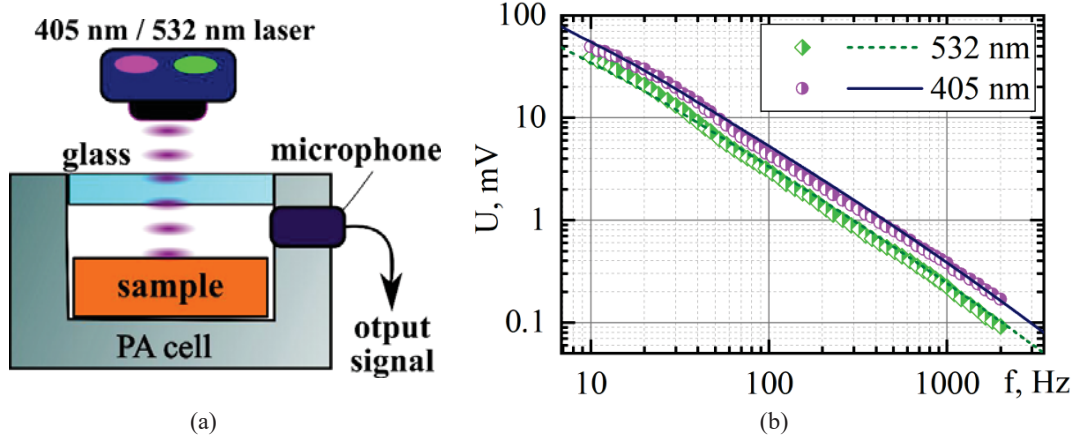 405 nm / 532 nm laser
glass
microphone
sample
PA cell
otput
signal
(a)
100
10
1
0.1
U, mV
532 nm
405 nm
10
100
1000
f, Hz
(b)